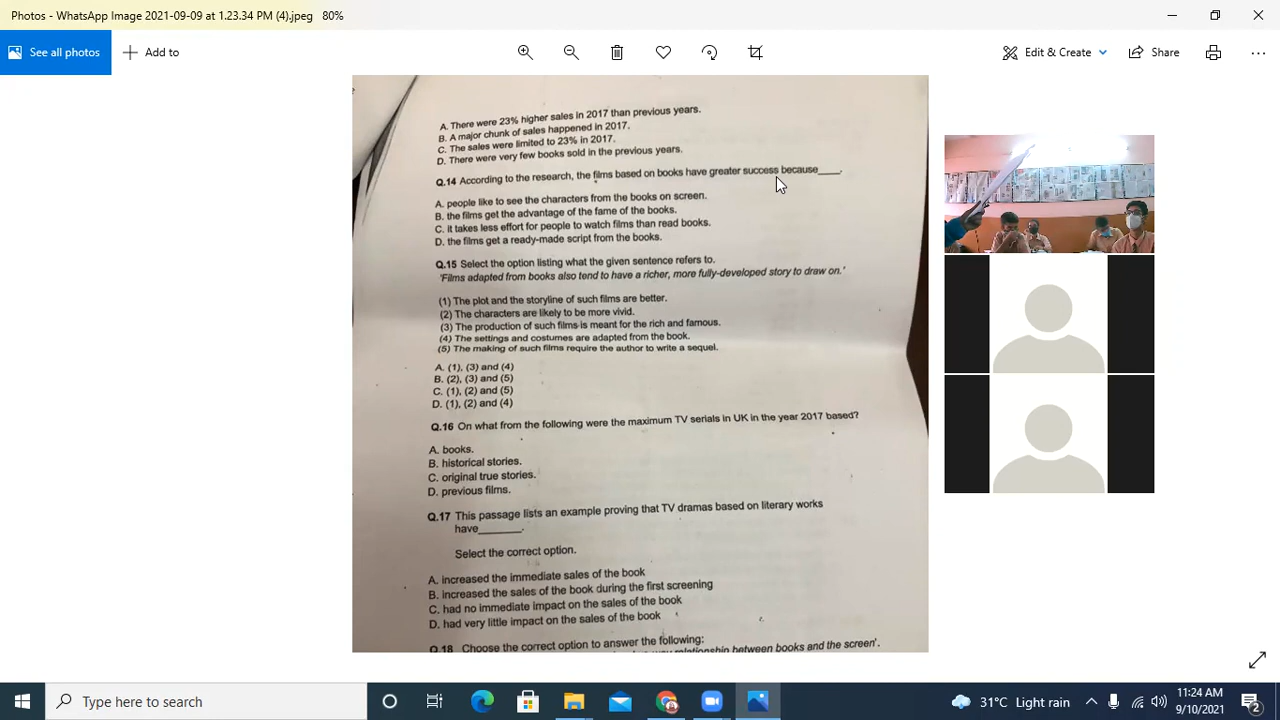 Photos - WhatsApp Image 2021-09-09 at 1.23.34 PM (4).jpeg 80%
See all photos
Add to
Edit & Create
Share
A. There were 23% higher sales in 2017 than previous years.
B. A major chunk of sales happened in 2017.
C. The sales were limited to 23% in 2017.
D. There were very few books sold in the previous years.
Q.14 According to the research, the films based on books have greater success because____.
A. people like to see the characters from the books on screen.
B. the films get the advantage of the fame of the books.
C. it takes less effort for people to watch films than read books.
D. the films get a ready-made script from the books.
Q.15 Select the option listing what the given sentence refers to.
'Films adapted from books also tend to have a richer, more fully-developed story to draw on.'
(1) The plot and the storyline of such films are better.
(2) The characters are likely to be more vivid.
(3) The production of such films is meant for the rich and famous.
(4) The settings and costumes are adapted from the book.
(5) The making of such films require the author to write a sequel.
A. (1), (3) and (4)
B. (2), (3) and (5)
C. (1), (2) and (5)
D. (1), (2) and (4)
Q.16 On what from the following were the maximum TV serials in UK in the year 2017 based?
A. books.
B. historical stories.
C. original true stories.
D. previous films.
Q.17 This passage lists an example proving that TV dramas based on literary works
have_______.
Select the correct option.
A. increased the immediate sales of the book
B. increased the sales of the book during the first screening
C. had no immediate impact on the sales of the book
D. had very little impact on the sales of the book
Q.18 Choose the correct option to answer the following:
relationship between books and the screen'.
Type here to search
31°C Light rain
11:24 AM
9/10/2021
2